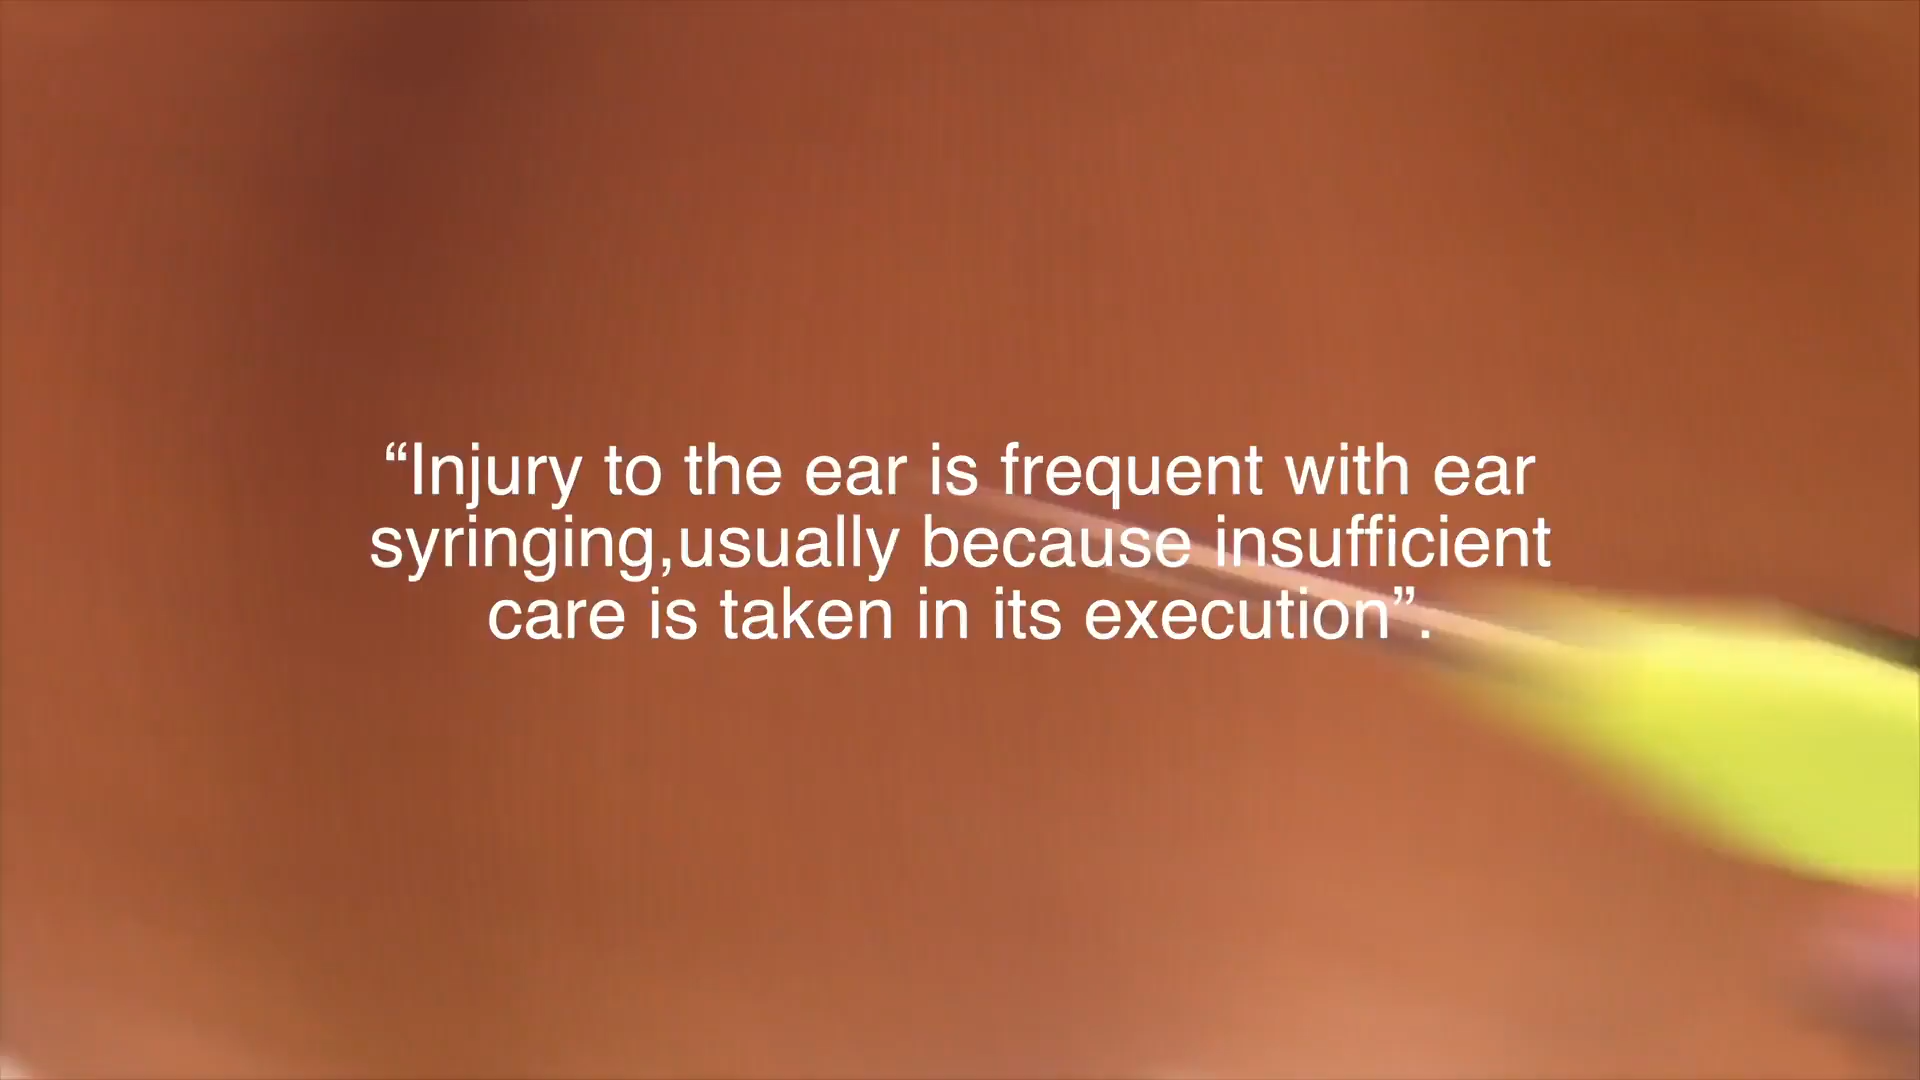 “Injury to the ear is frequent with ear
syringing,usually because insufficient
care is taken in its execution”.